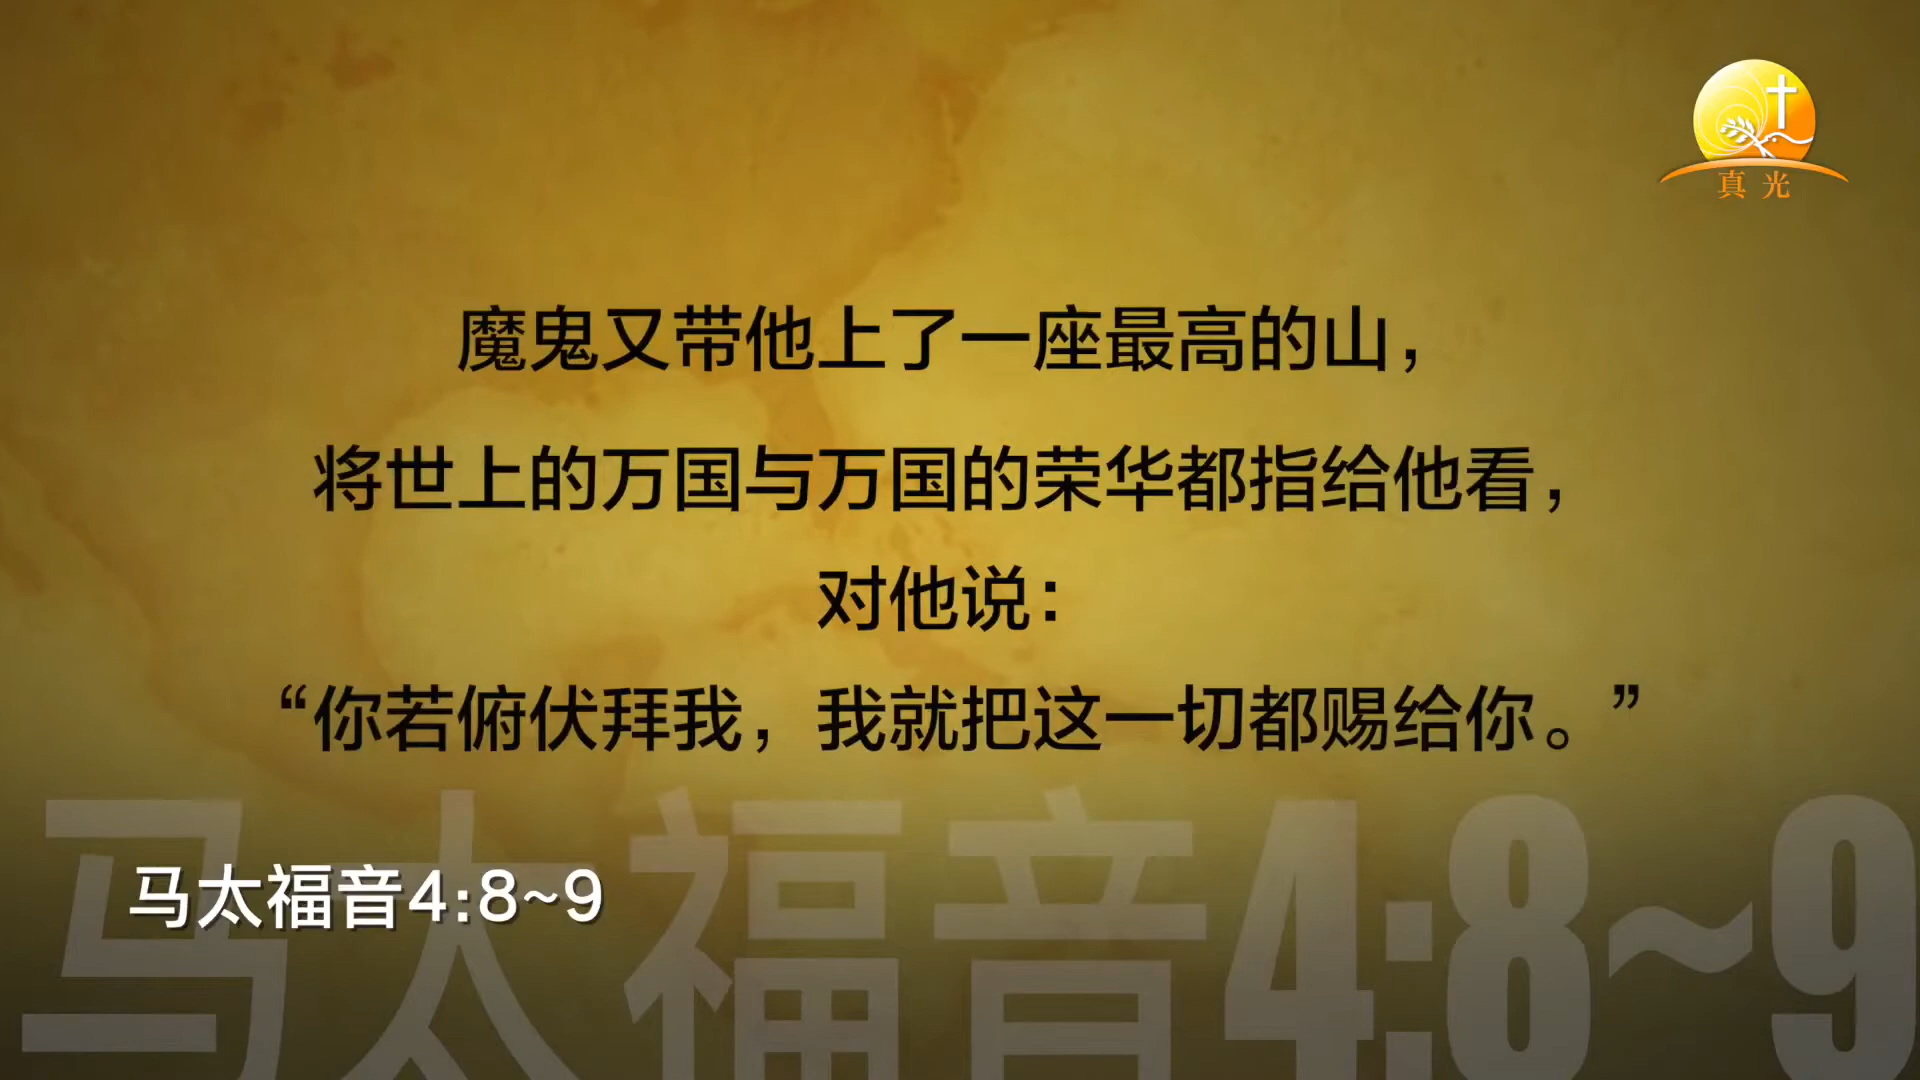 真光
魔鬼又带他上了一座最高的山，
将世上的万国与万国的荣华都指给他看，
对他说：
“你若俯伏拜我，我就把这一切都赐给你。”
马太福音4:8~9
马太福音4:8~9